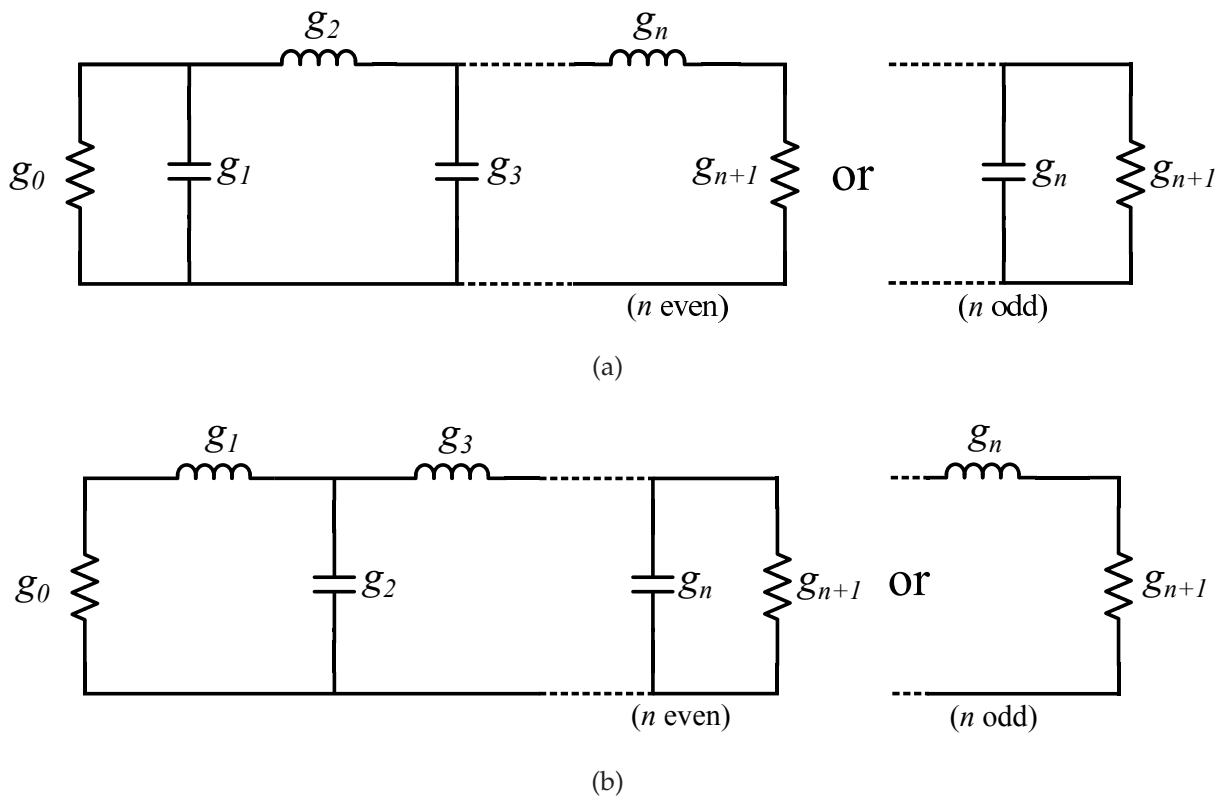 g₂ gₙ
g₀ g₁ g₃ gₙ₊₁ or gₙ gₙ₊₁
(n even) (n odd)
(a)
g₁ g₃ gₙ
g₀ g₂ gₙ gₙ₊₁ or gₙ₊₁
(n even) (n odd)
(b)